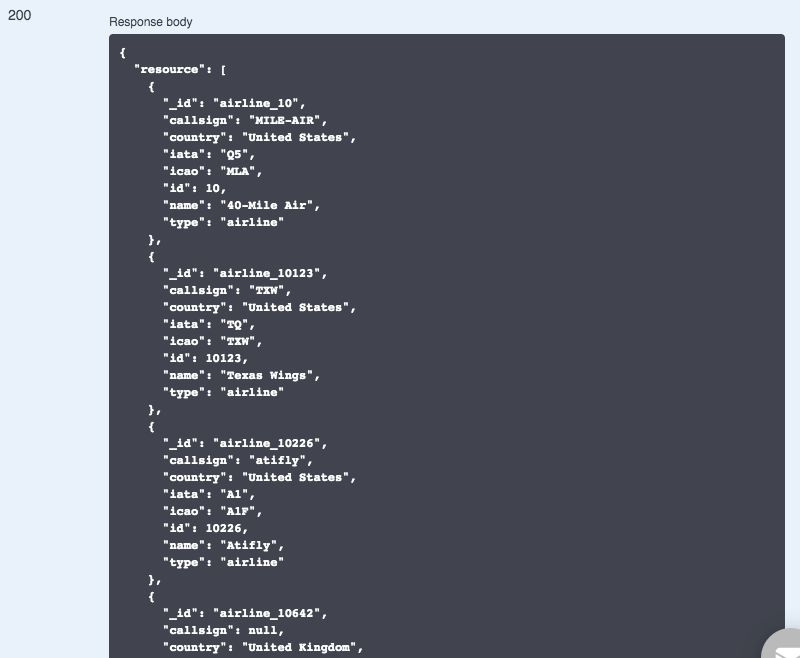 200
Response body
{
"resource": [
{
"_id": "airline_10",
"callsign": "MILE-AIR",
"country": "United States",
"iata": "Q5",
"icao": "MLA",
"id": 10,
"name": "40-Mile Air",
"type": "airline"
},
{
"_id": "airline_10123",
"callsign": "TXW",
"country": "United States",
"iata": "TQ",
"icao": "TXW",
"id": 10123,
"name": "Texas Wings",
"type": "airline"
},
{
"_id": "airline_10226",
"callsign": "atifly",
"country": "United States",
"iata": "A1",
"icao": "A1F",
"id": 10226,
"name": "Atifly",
"type": "airline"
},
{
"_id": "airline_10642",
"callsign": null,
"country": "United Kingdom",